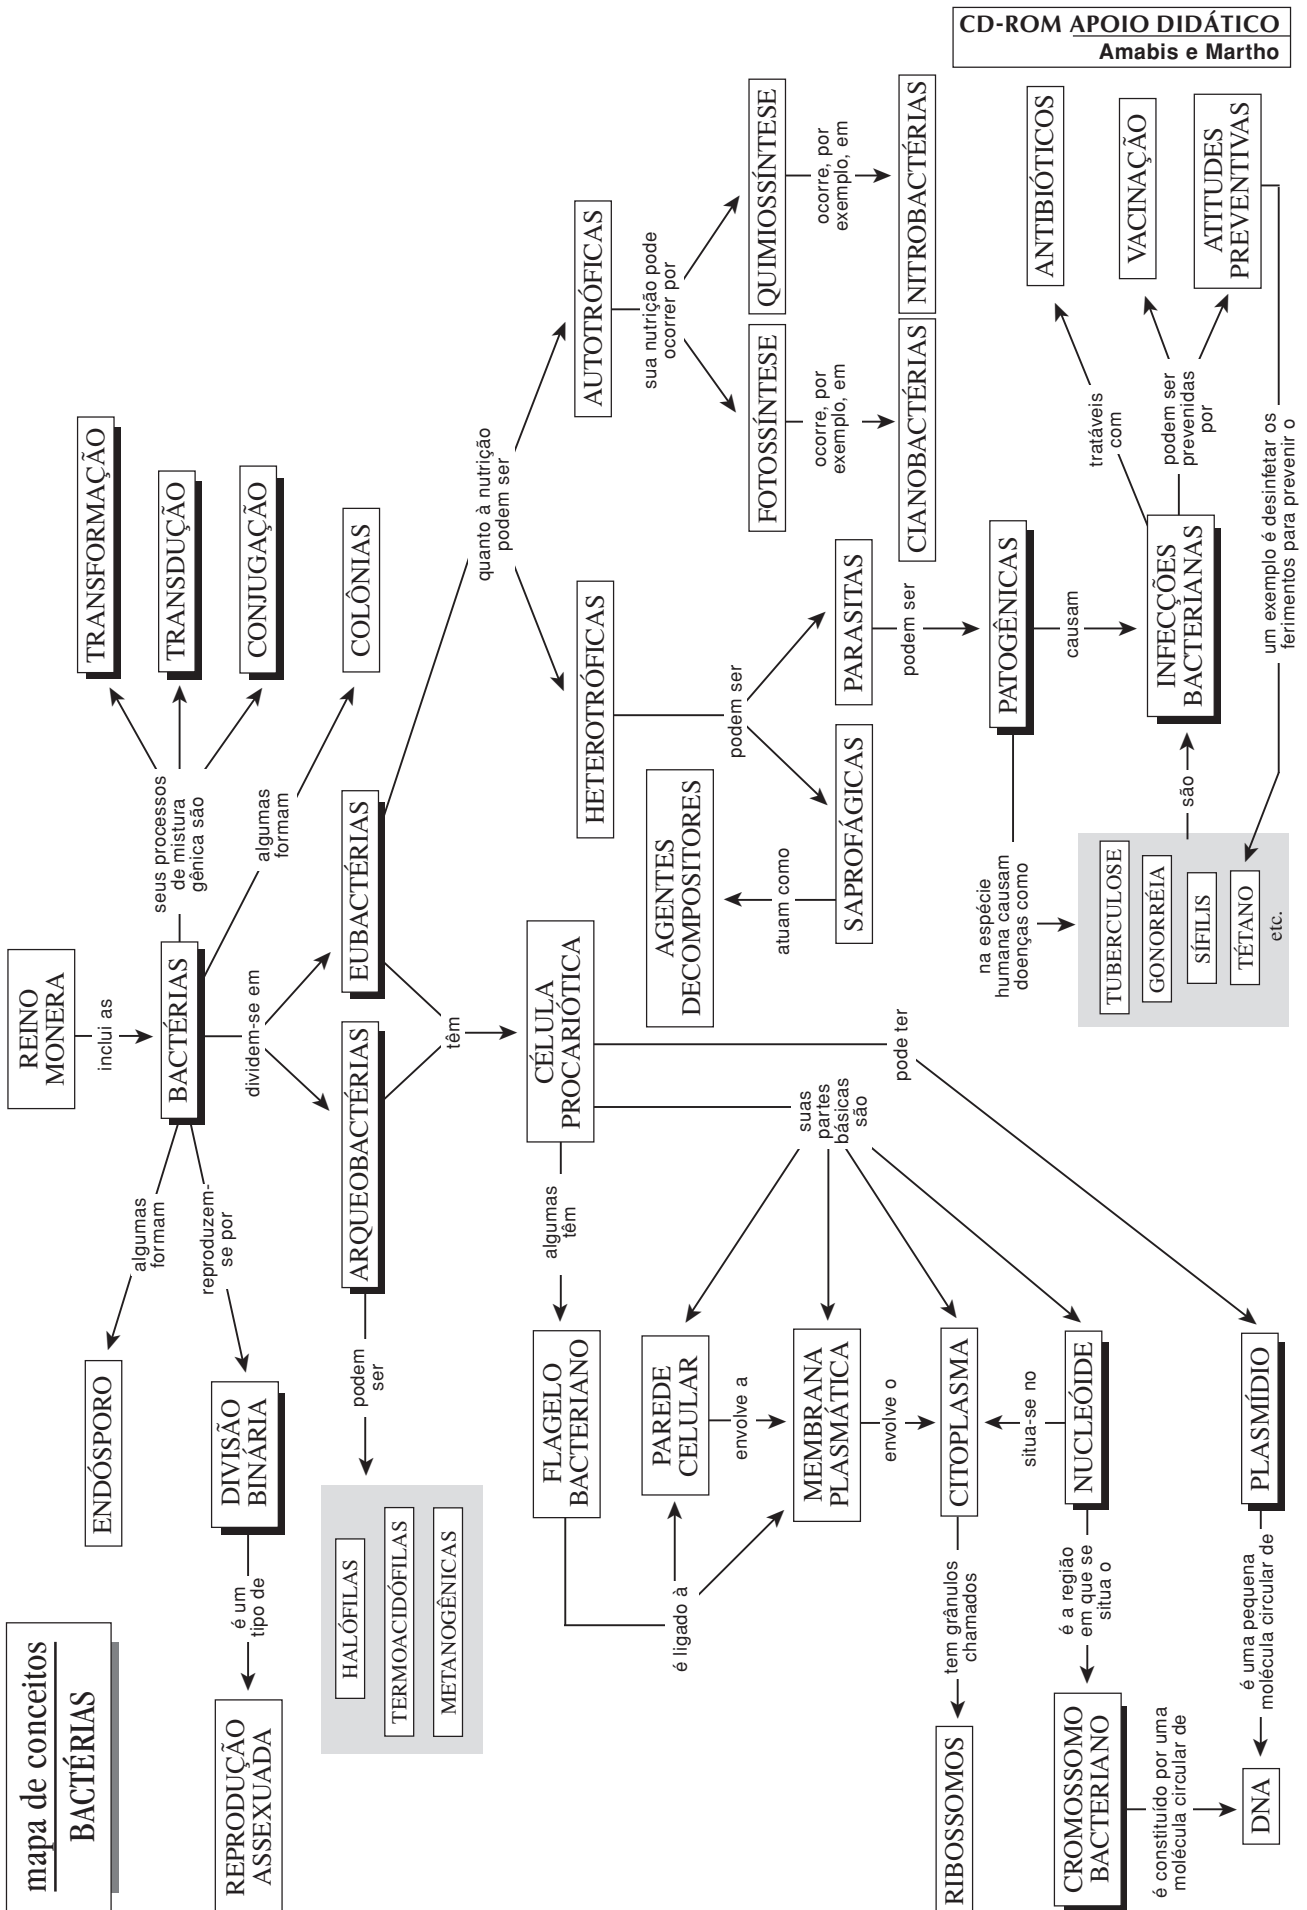 mapa de conceitos
BACTÉRIAS
CD-ROM APOIO DIDÁTICO
Amabis e Martho
REINO
MONERA
inclui as
BACTÉRIAS
algumas
formam
ENDÓSPORO
reproduzem-
se por
DIVISÃO
BINÁRIA
é um
tipo de
REPRODUÇÃO
ASSEXUADA
seus processos
de mistura
gênica são
TRANSFORMAÇÃO
TRANSDUÇÃO
CONJUGAÇÃO
algumas
formam
COLÔNIAS
dividem-se em
ARQUEOBACTÉRIAS
EUBACTÉRIAS
podem
ser
HALÓFILAS
TERMOACIDÓFILAS
METANOGÊNICAS
têm
CÉLULA
PROCARIÓTICA
algumas
têm
FLAGELO
BACTERIANO
é ligado à
suas
partes
básicas
são
PAREDE
CELULAR
envolve a
MEMBRANA
PLASMÁTICA
envolve o
CITOPLASMA
tem grânulos
chamados
RIBOSSOMOS
situa-se no
NUCLEÓIDE
é a região
em que se
situa o
CROMOSSOMO
BACTERIANO
é constituído por uma
molécula circular de
DNA
pode ter
PLASMÍDIO
é uma pequena
molécula circular de
quanto à nutrição
podem ser
HETEROTRÓFICAS
AUTOTRÓFICAS
sua nutrição pode
ocorrer por
FOTOSSÍNTESE
QUIMIOSSÍNTESE
ocorre, por
exemplo, em
CIANOBACTÉRIAS
ocorre, por
exemplo, em
NITROBACTÉRIAS
podem ser
SAPROFÁGICAS
PARASITAS
atuam como
AGENTES
DECOMPOSITORES
podem ser
PATOGÊNICAS
na espécie
humana causam
doenças como
TUBERCULOSE
GONORRÉIA
SÍFILIS
TÉTANO
etc.
são
causam
INFECÇÕES
BACTERIANAS
tratáveis
com
ANTIBIÓTICOS
podem ser
prevenidas
por
VACINAÇÃO
ATITUDES
PREVENTIVAS
um exemplo é desinfetar os
ferimentos para prevenir o